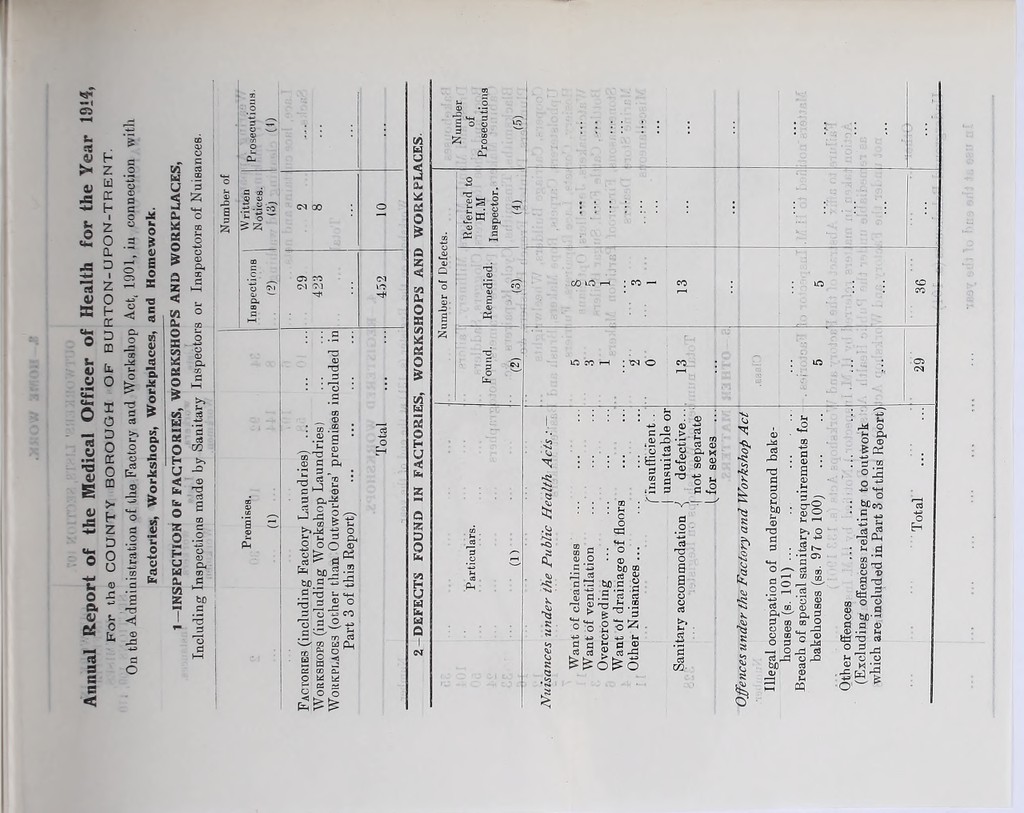 Annual Report of the Medical Officer of Health for the Year 1914,
For the COUNTY BOROUGH OF BURTON-UPON-TRENT.
On the Administration of the Factory and Workshop Act, 1901, in connection with
Factories, Workshops, Workplaces, and Homework.
1—INSPECTION OF FACTORIES, WORKSHOPS AND WORKPLACES,
Including Inspections made by Sanitary Inspectors or Inspectors of Nuisances.
Number of
Premises. Inspections Written Notices. Prosecutions.
(1) (2) (3) (4)
FACTORIES (including Factory Laundries) ... ... 29 2 ...
WORKSHOPS (including Workshop Laundries) ... 423 8 ...
WORKPLACES (other than Outworkers' premises included in
Part 3 of this Report) ... ... ... ...
Total ... 452 10 ...
2—DEFECTS FOUND IN FACTORIES, WORKSHOPS AND WORKPLACES.
Number of Defects. Number of Prosecutions
Particulars. Found. Remedied. Referred to H.M Inspector.
(1) (2) (3) (4) (5)
Nuisances under the Public Health Acts:—
Want of cleanliness ... ... 5 8 ... ...
Want of ventilation ... ... 3 5 ... ...
Overcrowding ... ... ... 1 1 ... ...
Want of drainage of floors ... ... ... ... ...
Other Nuisances ... ... ... 2 3 ... ...
Sanitary accommodation
insufficient .. 0 1 ... ...
unsuitable or
defective... 13 13 ... ...
not separate
for sexes ... ... ... ... ...
Offences under the Factory and Workshop Act
Illegal occupation of underground bake-
houses (s. 101) ... ... ... ... ... ... ...
Breach of special sanitary requirements for
bakehouses (ss. 97 to 100) ... .. 5 5 ... ...
Other offences ... ... ... ...
(Excluding offences relating to outwork
which are included in Part 3 of this Report) ... ... ... ...
Total ... ... 29 36 ... ...